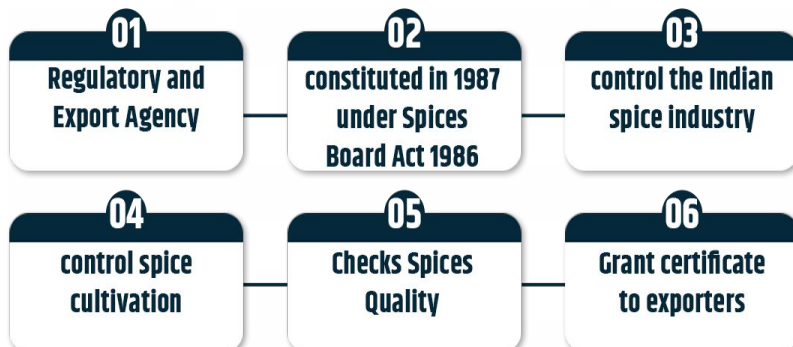 01
Regulatory and
Export Agency
02
constituted in 1987
under Spices
Board Act 1986
03
control the Indian
spice industry
04
control spice
cultivation
05
Checks Spices
Quality
06
Grant certificate
to exporters